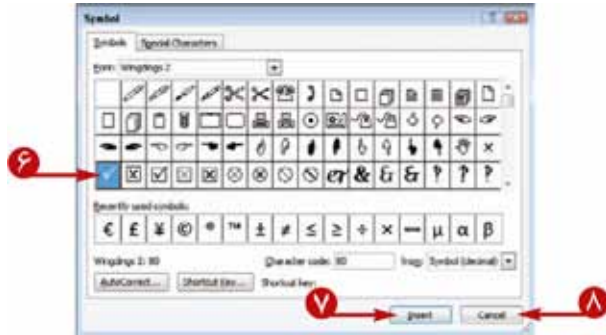 Symbol
Symbols Special Characters
Font: Wingdings 2
۶
Recently used symbols:
€ £ ¥ © ® ™ ± ≠ ≤ ≥ ÷ × ∞ µ α β
Wingdings 2: 80 Character code: 80 from: Symbol (decimal)
AutoCorrect... Shortcut Key... Shortcut key:
۷ Insert Cancel ۸